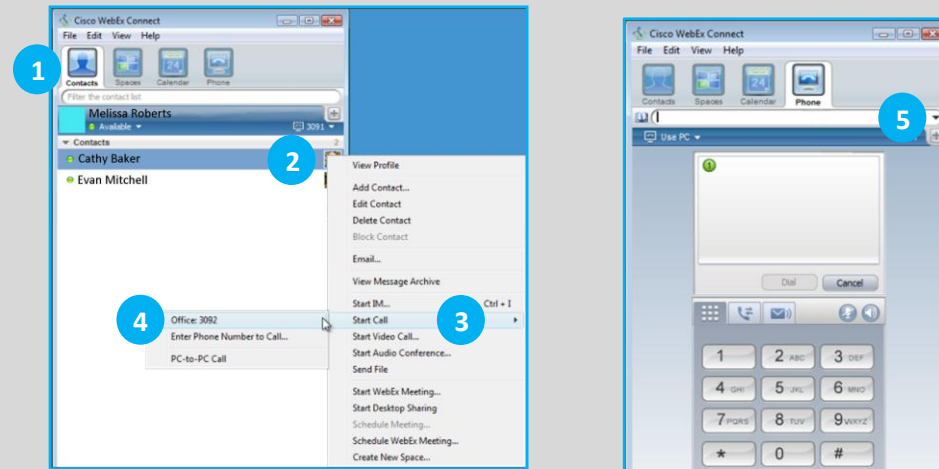 Cisco WebEx Connect
File Edit View Help
1
Contacts Spaces Calendar Phone
24
Filter the contact list
Melissa Roberts
Available 3091
Contacts 2
Cathy Baker
2
Evan Mitchell
View Profile
Add Contact...
Edit Contact
Delete Contact
Block Contact
Email...
View Message Archive
Start IM... Ctrl + I
Start Call
3
Start Video Call...
Start Audio Conference...
Send File
Start WebEx Meeting...
Start Desktop Sharing
Schedule Meeting...
Schedule WebEx Meeting...
Create New Space...
4
Office: 3092
Enter Phone Number to Call...
PC-to-PC Call
Cisco WebEx Connect
File Edit View Help
24
Contacts Spaces Calendar Phone
5
Use PC
1
Dial Cancel
1 2 ABC 3 DEF
4 GHI 5 JKL 6 MNO
7 PQRS 8 TUV 9 WXYZ
* 0 #